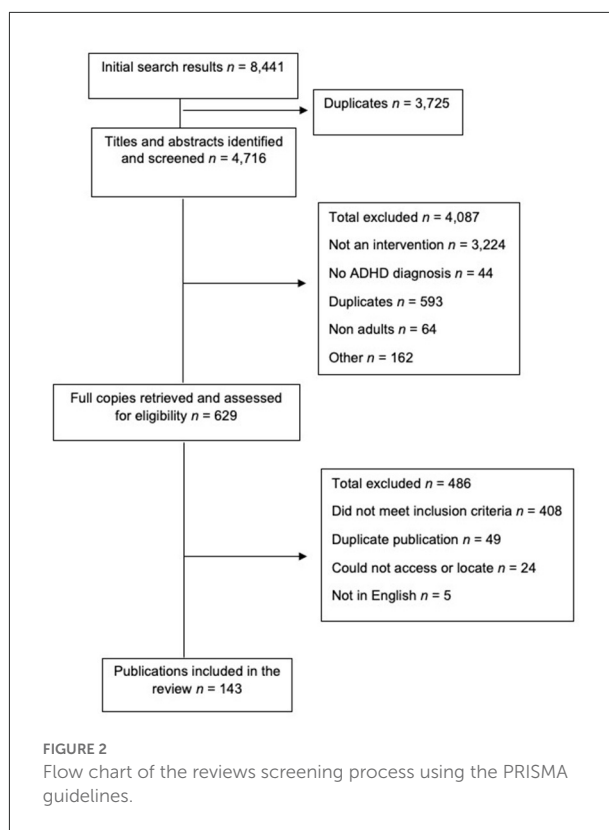 Initial search results n = 8,441
Duplicates n = 3,725
Titles and abstracts identified
and screened n = 4,716
Total excluded n = 4,087
Not an intervention n = 3,224
No ADHD diagnosis n = 44
Duplicates n = 593
Non adults n = 64
Other n = 162
Full copies retrieved and assessed
for eligibility n = 629
Total excluded n = 486
Did not meet inclusion criteria n = 408
Duplicate publication n = 49
Could not access or locate n = 24
Not in English n = 5
Publications included in the
review n = 143
FIGURE 2
Flow chart of the reviews screening process using the PRISMA
guidelines.